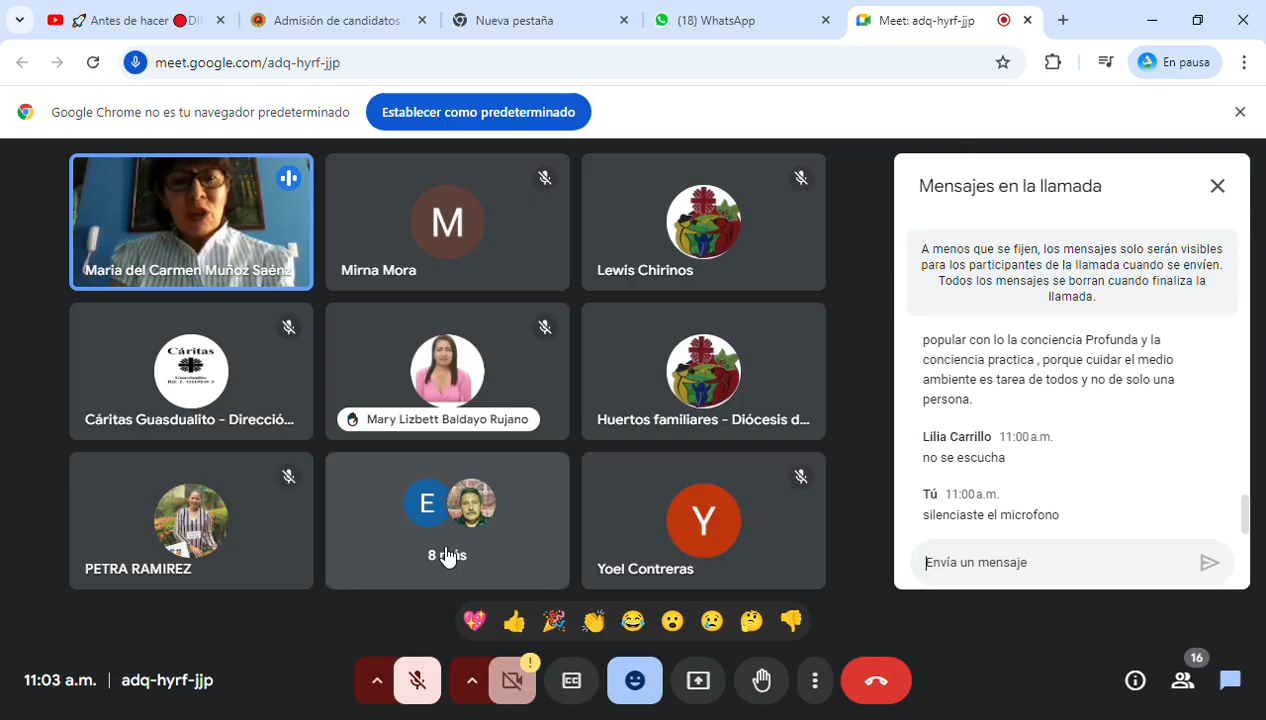 Antes de hacer
Admisión de candidatos
Nueva pestaña
(18) WhatsApp
Meet: adq-hyrf-jjp
meet.google.com/adq-hyrf-jjp
En pausa
Google Chrome no es tu navegador predeterminado
Establecer como predeterminado
Maria del Carmen Muñoz Saénz
M
Mirna Mora
Lewis Chirinos
Cáritas
Cáritas Guasdualito - Direcció...
Mary Lizbett Baldayo Rujano
Huertos familiares - Diócesis d...
PETRA RAMIREZ
E
8 más
Y
Yoel Contreras
Mensajes en la llamada
A menos que se fijen, los mensajes solo serán visibles
para los participantes de la llamada cuando se envíen.
Todos los mensajes se borran cuando finaliza la
llamada.
popular con lo la conciencia Profunda y la
conciencia practica , porque cuidar el medio
ambiente es tarea de todos y no de solo una
persona.
Lilia Carrillo 11:00 a.m.
no se escucha
Tú 11:00 a.m.
silenciaste el microfono
Envía un mensaje
11:03 a.m. adq-hyrf-jjp
16